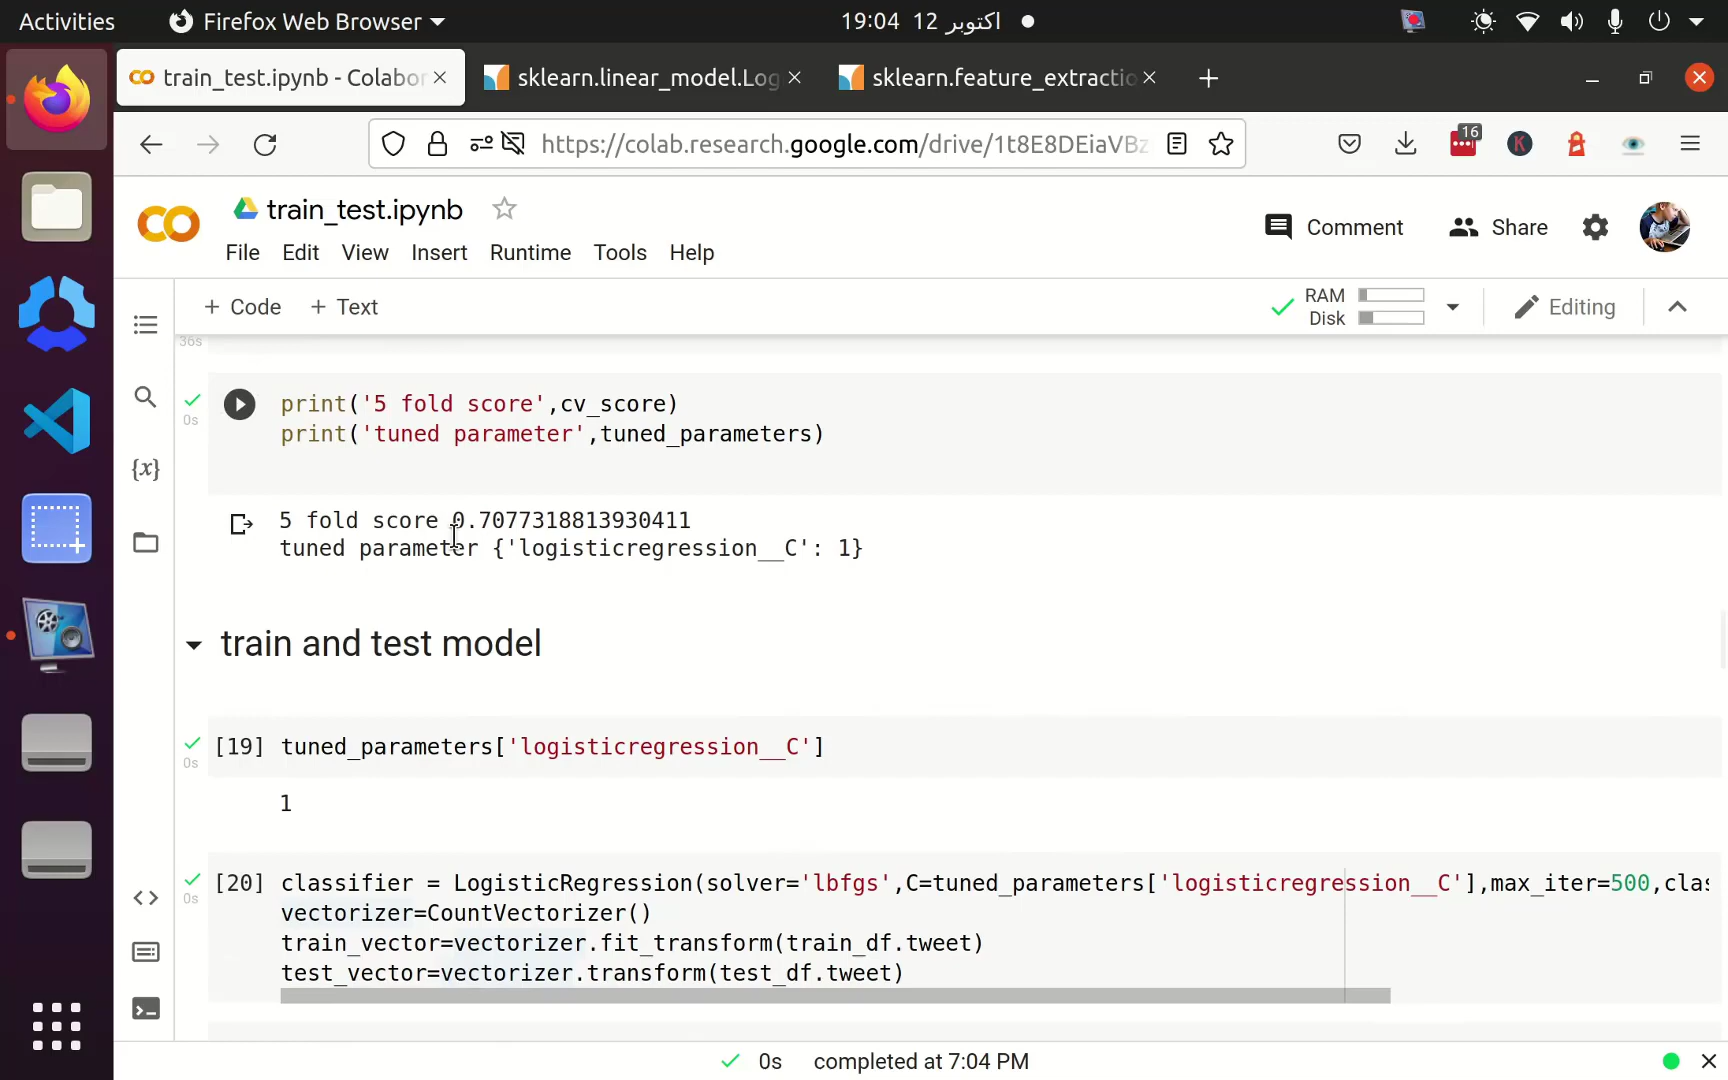 Activities
Firefox Web Browser
19:04 12 اکتوبر
train_test.ipynb - Colabor
sklearn.linear_model.Log
sklearn.feature_extractio
https://colab.research.google.com/drive/1t8E8DEiaVBz
16
train_test.ipynb
File Edit View Insert Runtime Tools Help
Comment
Share
+ Code + Text
RAM
Disk
Editing
36s
0s
print('5 fold score',cv_score)
print('tuned parameter',tuned_parameters)
5 fold score 0.7077318813930411
tuned parameter {'logisticregression__C': 1}
train and test model
[19] tuned_parameters['logisticregression__C']
0s
1
[20] classifier = LogisticRegression(solver='lbfgs',C=tuned_parameters['logisticregression__C'],max_iter=500,clas
0s
vectorizer=CountVectorizer()
train_vector=vectorizer.fit_transform(train_df.tweet)
test_vector=vectorizer.transform(test_df.tweet)
0s completed at 7:04 PM